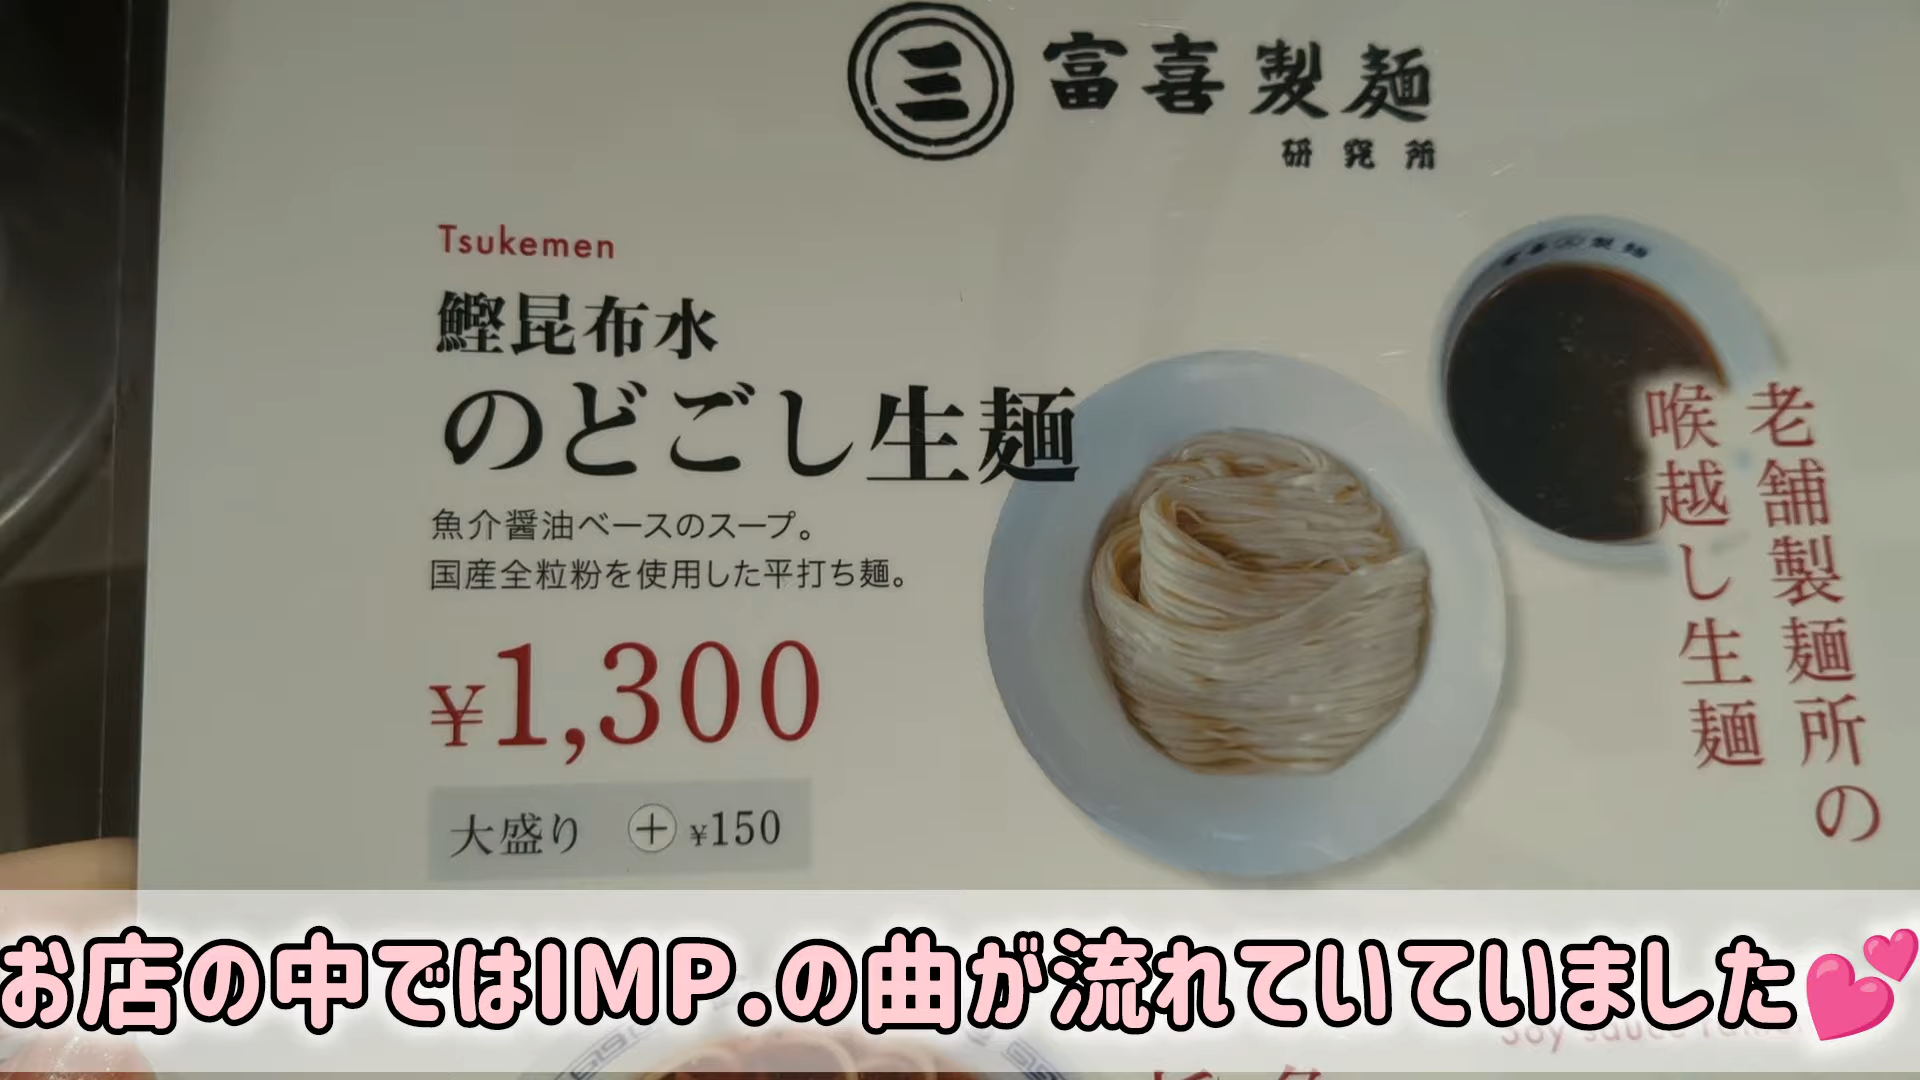 三 富喜製麺
研究所
Tsukemen
鰹昆布水
のどごし生麺
魚介醤油ベースのスープ。
国産全粒粉を使用した平打ち麺。
¥1,300
大盛り ＋ ¥150
老舗製麺所の
喉越し生麺
お店の中ではIMP.の曲が流れていていました💕